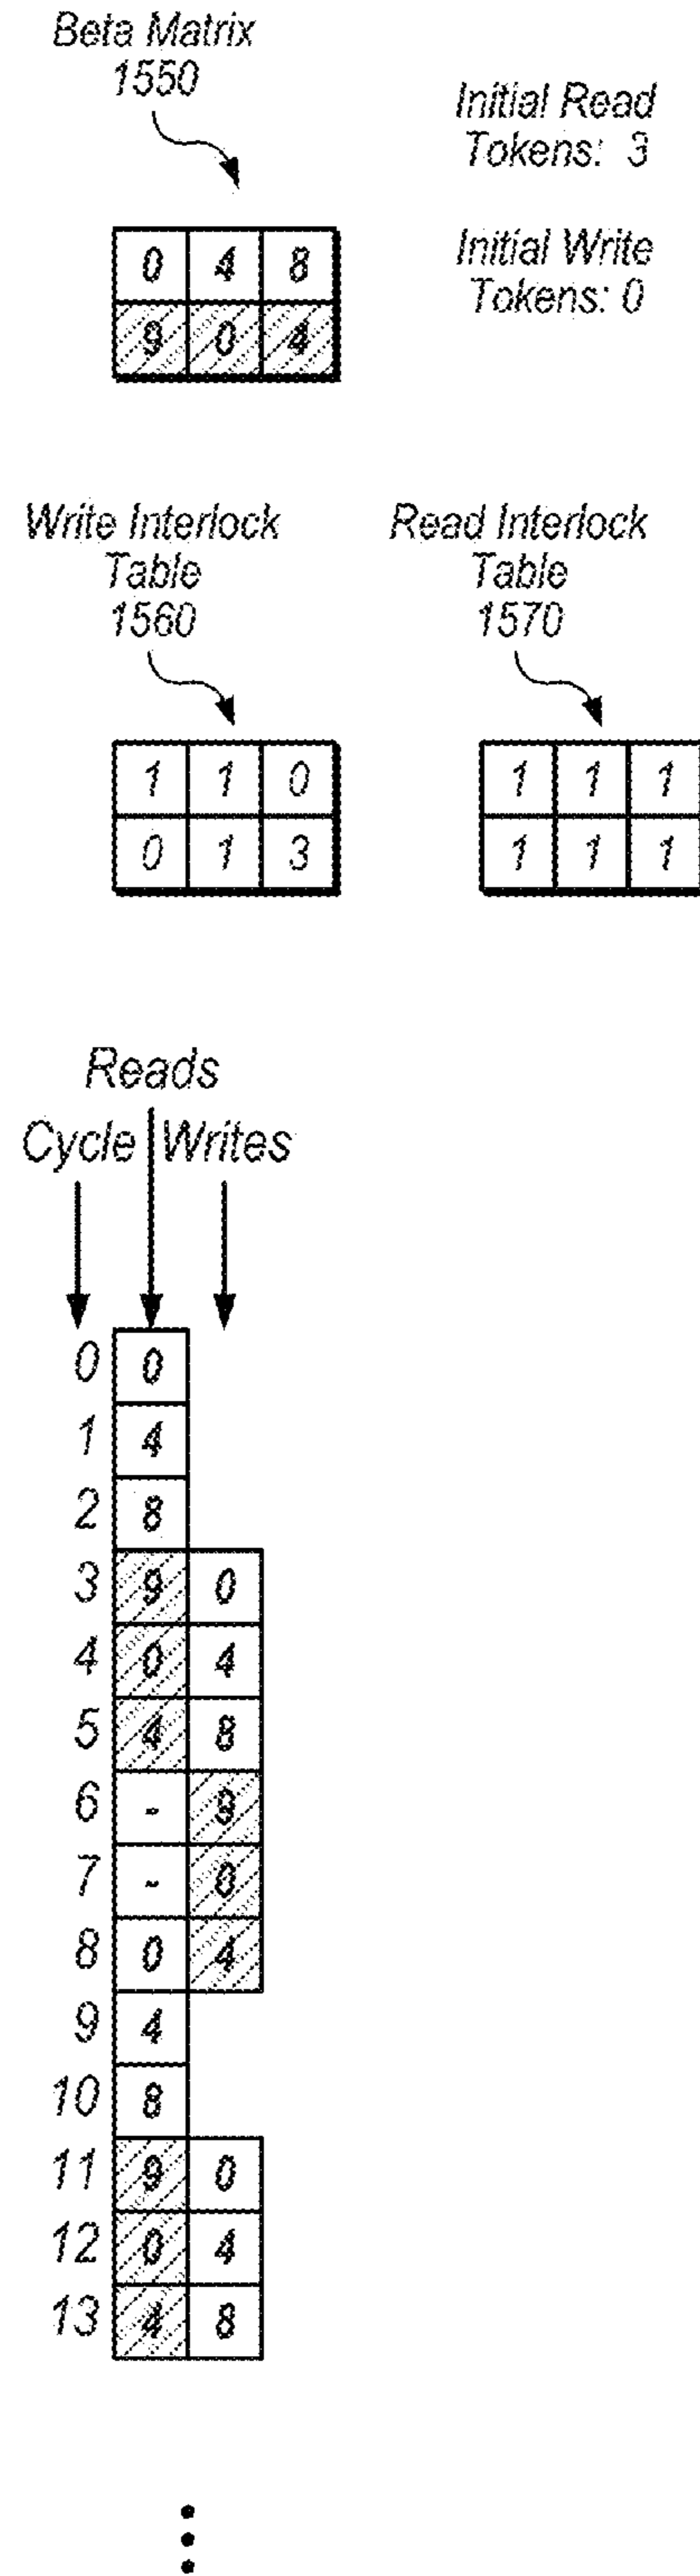 Beta Matrix
1550
Initial Read
Tokens: 3
Initial Write
Tokens: 0
0 4 8
9 0 4
Write Interlock
Table
1560
Read Interlock
Table
1570
1 1 0
0 1 3
1 1 1
1 1 1
Reads
Cycle Writes
0 0
1 4
2 8
3 9 0
4 0 4
5 4 8
6 - 9
7 - 0
8 0 4
9 4
10 8
11 9 0
12 0 4
13 4 8